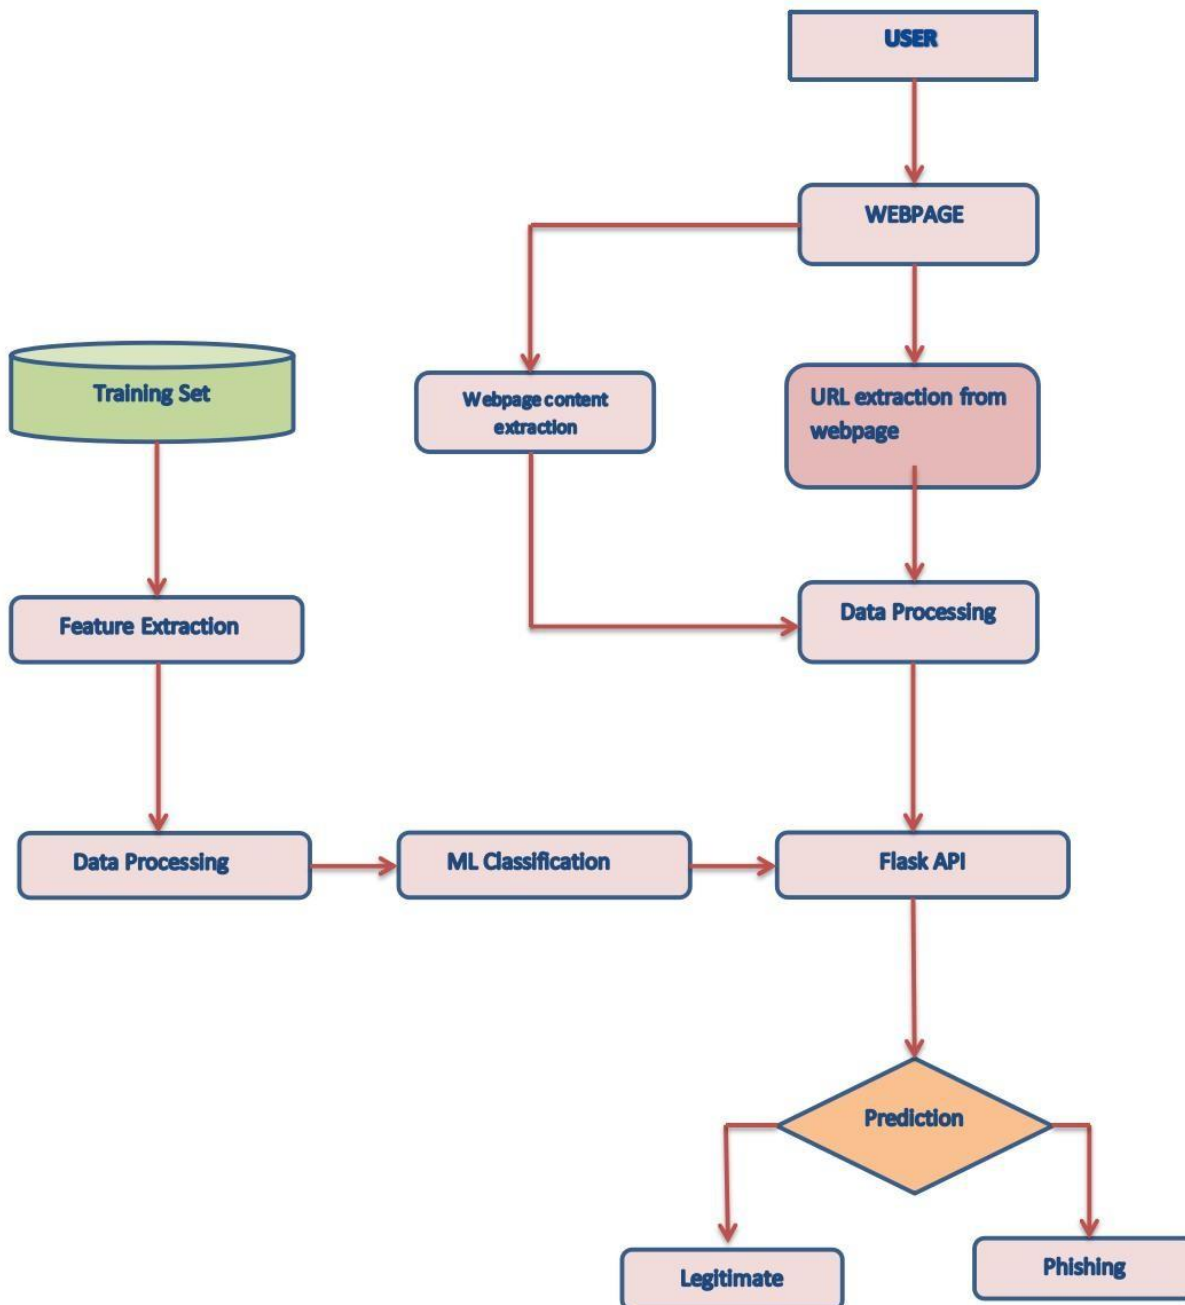 USER
WEBPAGE
Training Set
Webpage content
extraction
URL extraction from
webpage
Feature Extraction
Data Processing
Data Processing
ML Classification
Flask API
Prediction
Legitimate
Phishing